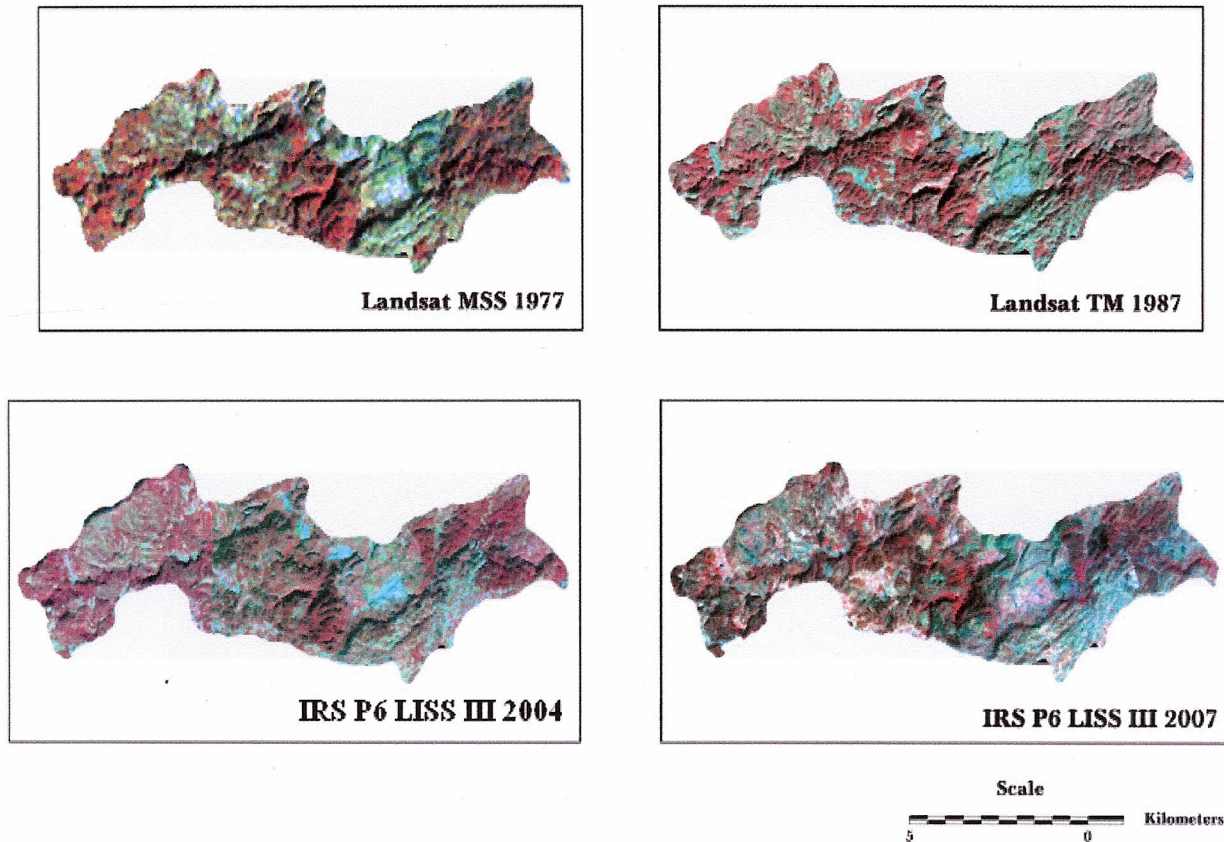 Landsat MSS 1977
Landsat TM 1987
IRS P6 LISS III 2004
IRS P6 LISS III 2007
Scale
Kilometers
5 0